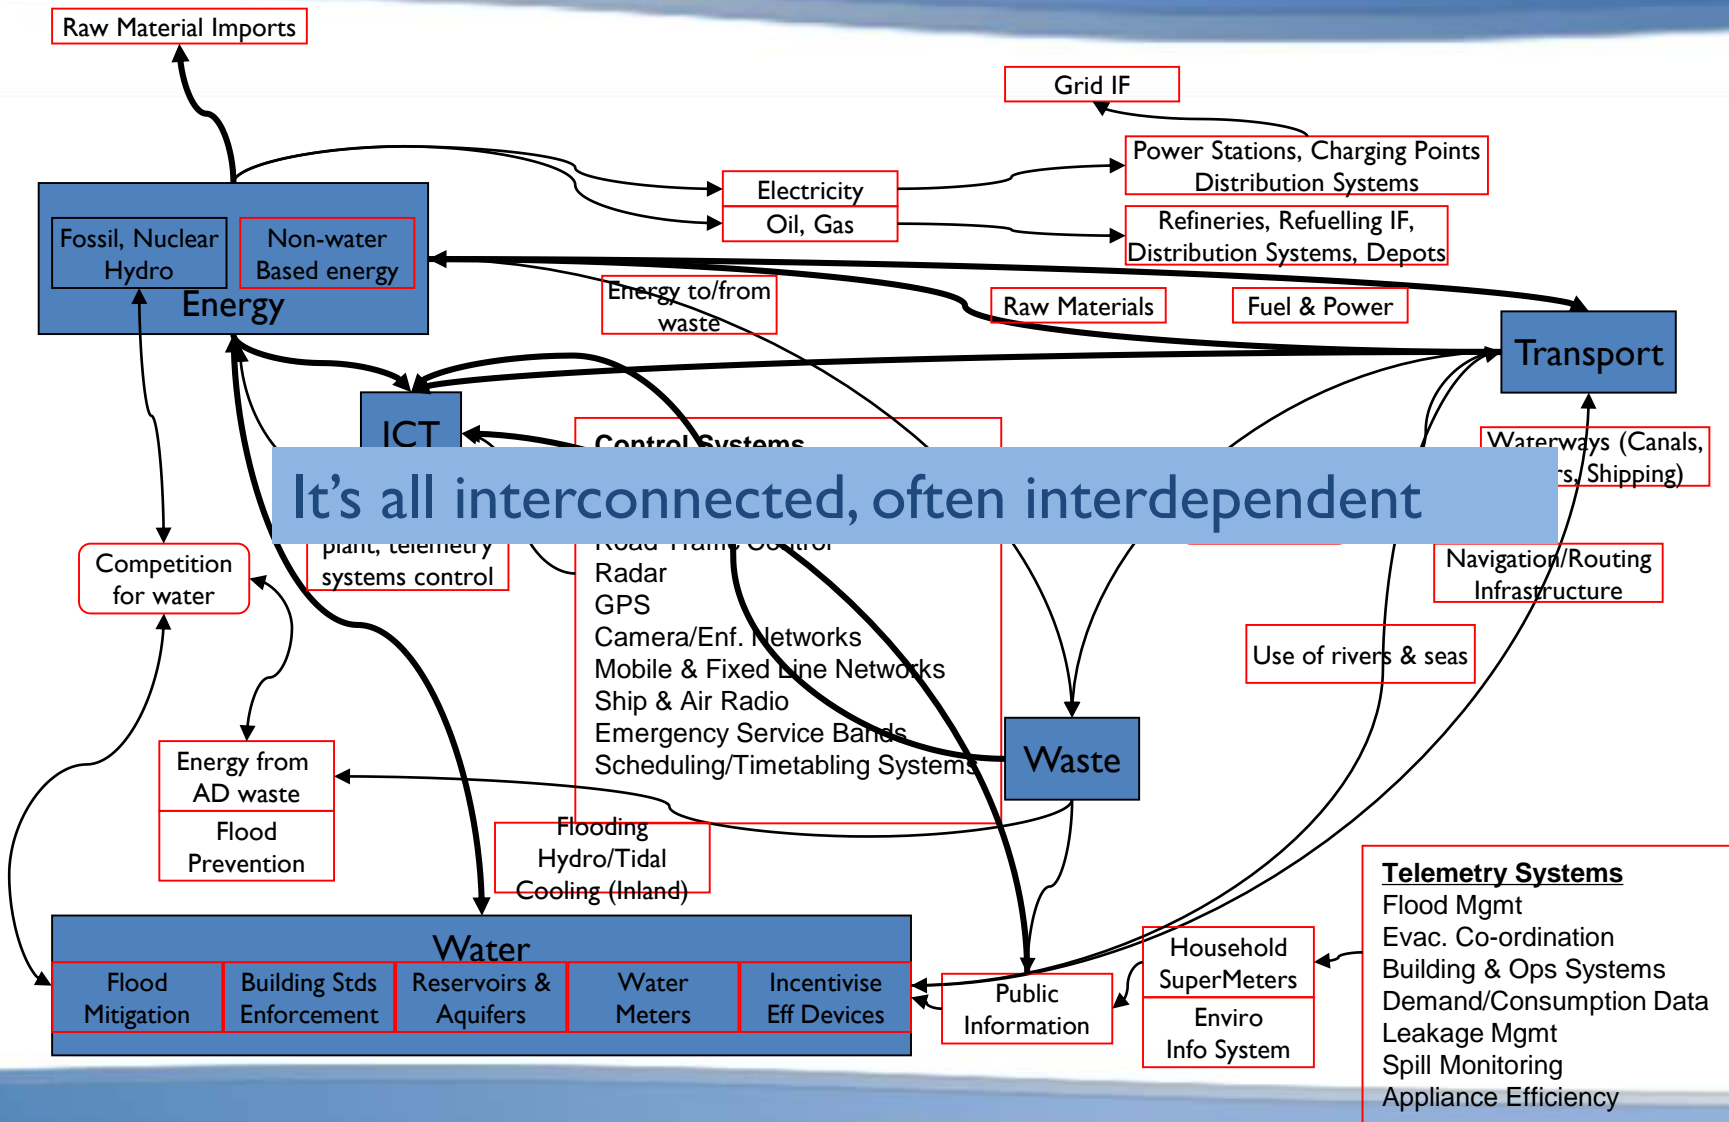 Raw Material Imports
Grid IF
Power Stations, Charging Points
Distribution Systems
Electricity
Oil, Gas
Refineries, Refuelling IF,
Distribution Systems, Depots
Fossil, Nuclear
Hydro
Non-water
Based energy
Energy
Energy to/from
waste
Raw Materials
Fuel & Power
Transport
ICT
Control Systems
Waterways (Canals,
Shipping)
It's all interconnected, often interdependent
plant, telemetry
systems control
Road Traffic Control
Radar
GPS
Camera/Enf. Networks
Mobile & Fixed Line Networks
Ship & Air Radio
Emergency Service Bands
Scheduling/Timetabling Systems
Navigation/Routing
Infrastructure
Competition
for water
Use of rivers & seas
Waste
Energy from
AD waste
Flood
Prevention
Flooding
Hydro/Tidal
Cooling (Inland)
Water
Flood
Mitigation
Building Stds
Enforcement
Reservoirs &
Aquifers
Water
Meters
Incentivise
Eff Devices
Public
Information
Household
SuperMeters
Enviro
Info System
Telemetry Systems
Flood Mgmt
Evac. Co-ordination
Building & Ops Systems
Demand/Consumption Data
Leakage Mgmt
Spill Monitoring
Appliance Efficiency